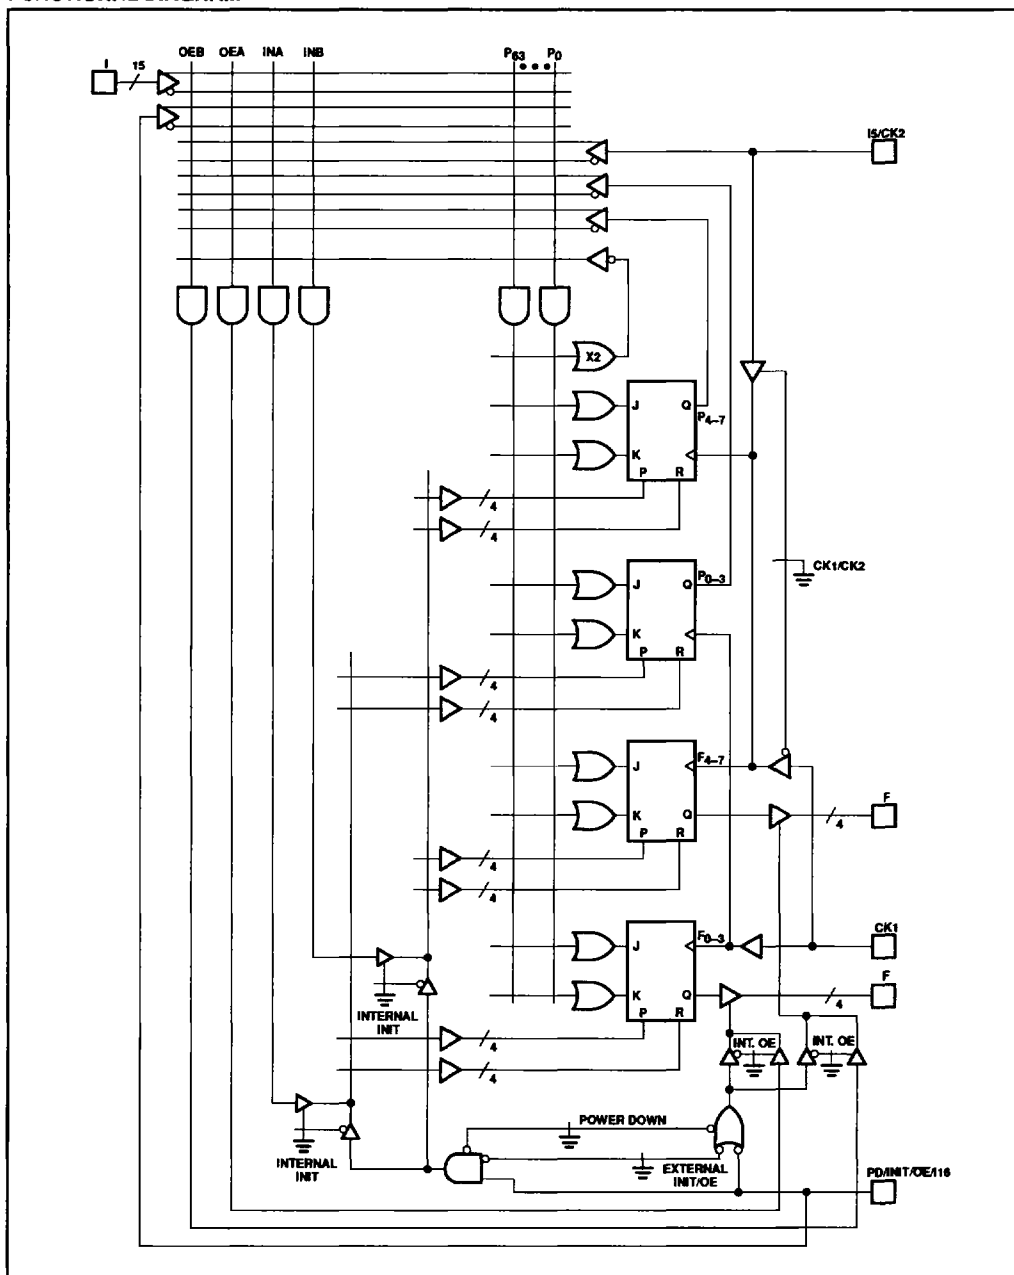 OEB OEA INA INB P63 P0
I 15
I5/CK2
X2
J Q
P4–7
K
P R
4
4
CK1/CK2
J Q P0–3
K
P R
4
4
J F4–7
K Q F
4
P R
4
4
J F0–3 CK1
K Q F
4
P R
INTERNAL
INIT
4
4
INT. OE INT. OE
POWER DOWN
INTERNAL
INIT
EXTERNAL
INIT/OE
PD/INIT/OE/I16